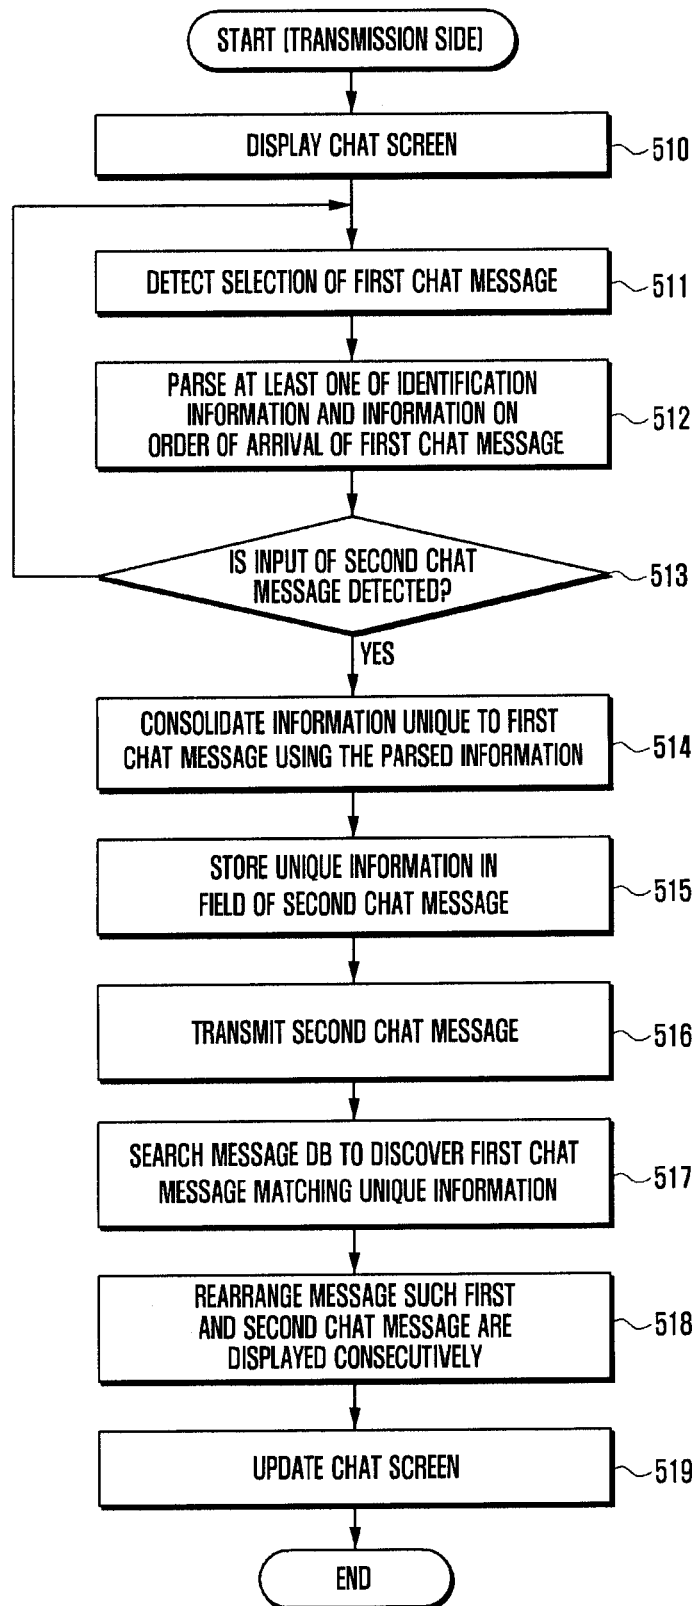 START (TRANSMISSION SIDE)
DISPLAY CHAT SCREEN
510
DETECT SELECTION OF FIRST CHAT MESSAGE
511
PARSE AT LEAST ONE OF IDENTIFICATION
INFORMATION AND INFORMATION ON
ORDER OF ARRIVAL OF FIRST CHAT MESSAGE
512
IS INPUT OF SECOND CHAT
MESSAGE DETECTED?
513
YES
CONSOLIDATE INFORMATION UNIQUE TO FIRST
CHAT MESSAGE USING THE PARSED INFORMATION
514
STORE UNIQUE INFORMATION IN
FIELD OF SECOND CHAT MESSAGE
515
TRANSMIT SECOND CHAT MESSAGE
516
SEARCH MESSAGE DB TO DISCOVER FIRST CHAT
MESSAGE MATCHING UNIQUE INFORMATION
517
REARRANGE MESSAGE SUCH FIRST
AND SECOND CHAT MESSAGE ARE
DISPLAYED CONSECUTIVELY
518
UPDATE CHAT SCREEN
519
END